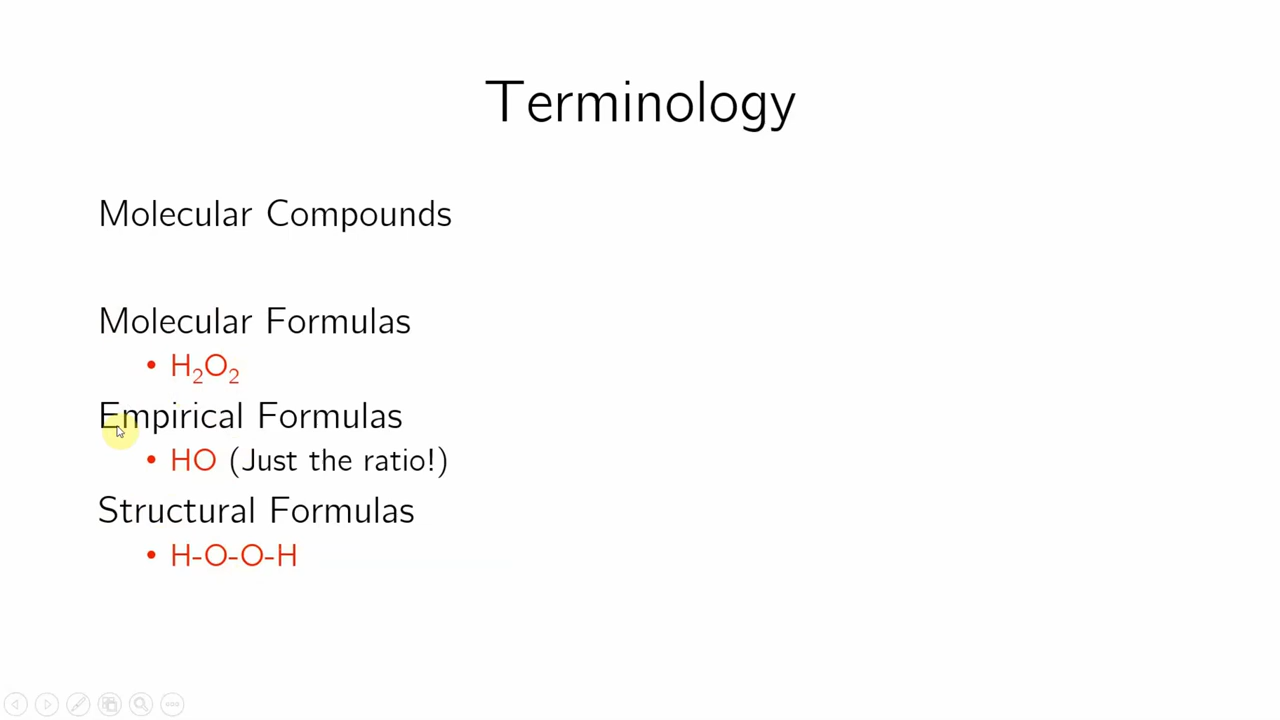 Terminology
Molecular Compounds
Molecular Formulas
• H₂O₂
Empirical Formulas
• HO (Just the ratio!)
Structural Formulas
• H-O-O-H